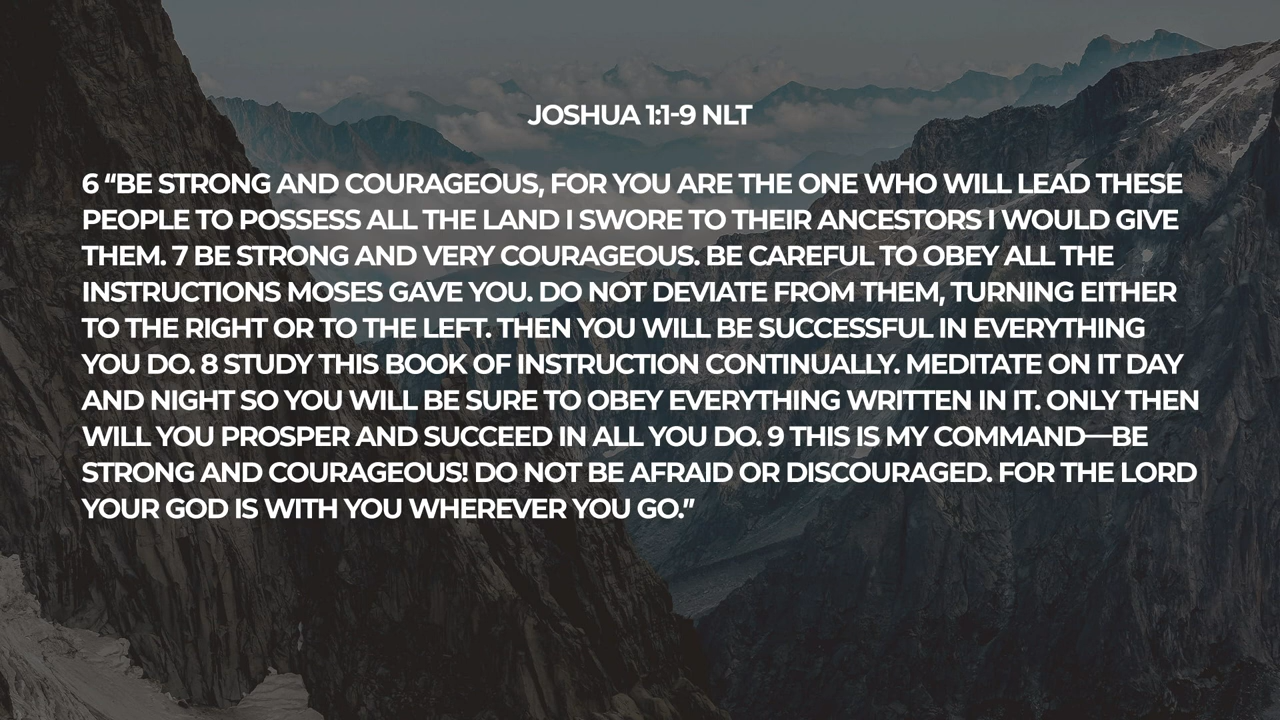 JOSHUA 1:1-9 NLT
6 “BE STRONG AND COURAGEOUS, FOR YOU ARE THE ONE WHO WILL LEAD THESE
PEOPLE TO POSSESS ALL THE LAND I SWORE TO THEIR ANCESTORS I WOULD GIVE
THEM. 7 BE STRONG AND VERY COURAGEOUS. BE CAREFUL TO OBEY ALL THE
INSTRUCTIONS MOSES GAVE YOU. DO NOT DEVIATE FROM THEM, TURNING EITHER
TO THE RIGHT OR TO THE LEFT. THEN YOU WILL BE SUCCESSFUL IN EVERYTHING
YOU DO. 8 STUDY THIS BOOK OF INSTRUCTION CONTINUALLY. MEDITATE ON IT DAY
AND NIGHT SO YOU WILL BE SURE TO OBEY EVERYTHING WRITTEN IN IT. ONLY THEN
WILL YOU PROSPER AND SUCCEED IN ALL YOU DO. 9 THIS IS MY COMMAND—BE
STRONG AND COURAGEOUS! DO NOT BE AFRAID OR DISCOURAGED. FOR THE LORD
YOUR GOD IS WITH YOU WHEREVER YOU GO.”